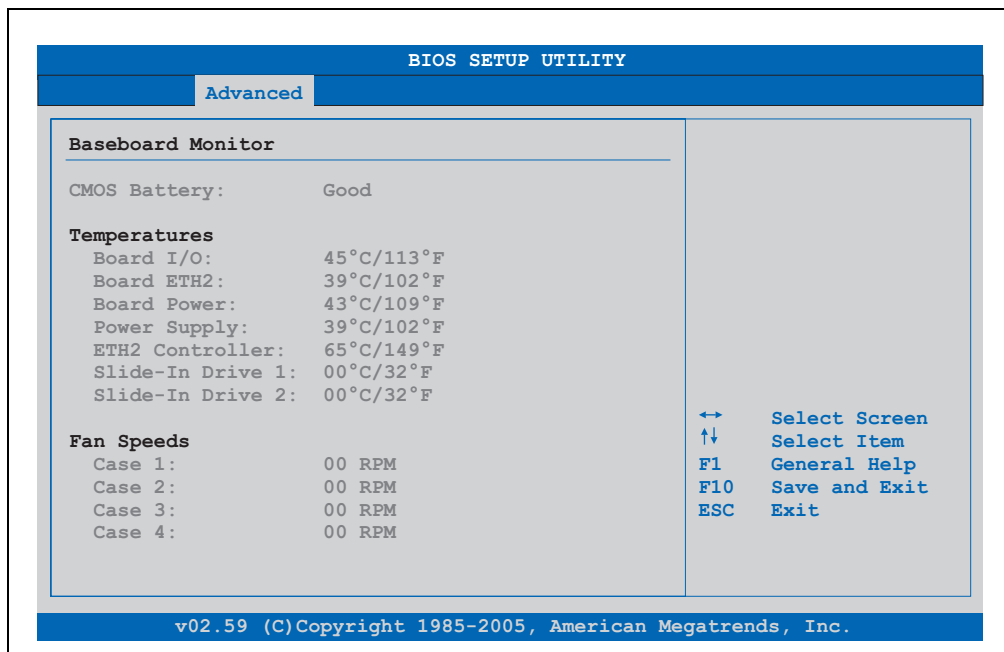 BIOS SETUP UTILITY
Advanced
Baseboard Monitor
CMOS Battery: Good
Temperatures
Board I/O: 45°C/113°F
Board ETH2: 39°C/102°F
Board Power: 43°C/109°F
Power Supply: 39°C/102°F
ETH2 Controller: 65°C/149°F
Slide-In Drive 1: 00°C/32°F
Slide-In Drive 2: 00°C/32°F
Fan Speeds
Case 1: 00 RPM
Case 2: 00 RPM
Case 3: 00 RPM
Case 4: 00 RPM
↔ Select Screen
↑↓ Select Item
F1 General Help
F10 Save and Exit
ESC Exit
v02.59 (C)Copyright 1985-2005, American Megatrends, Inc.